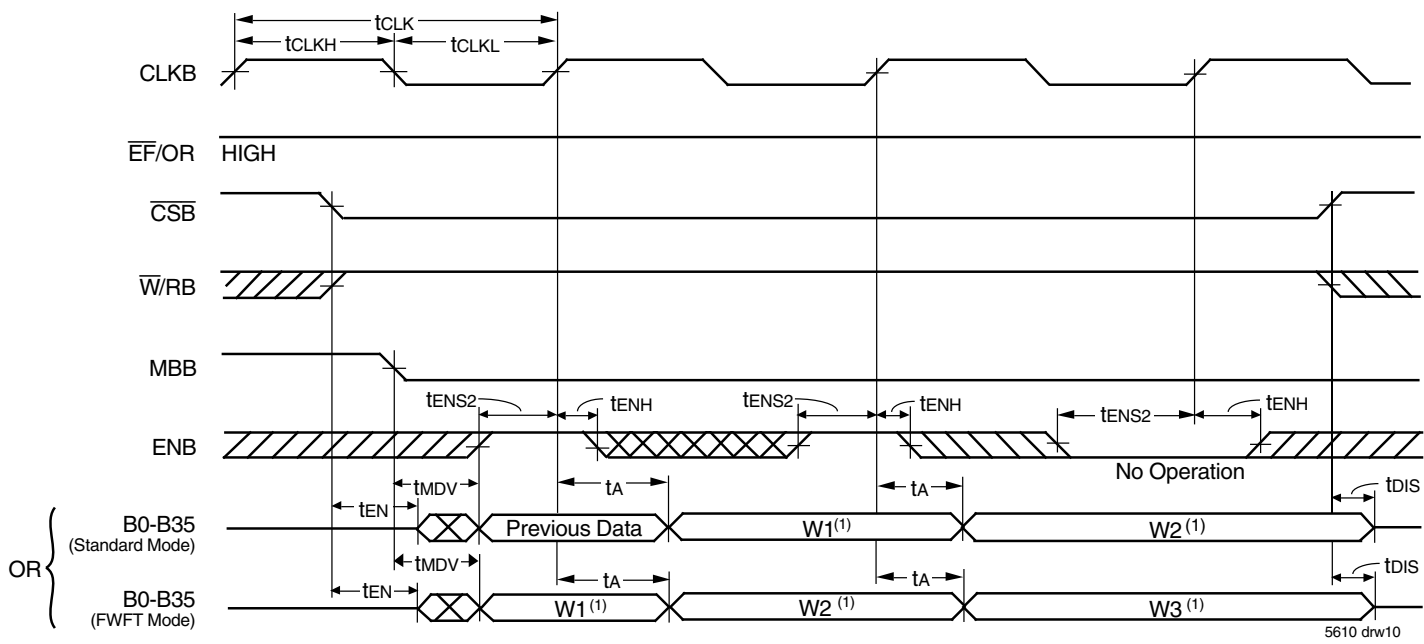 tCLK
tCLKH tCLKL
CLKB
EF/OR HIGH
CSB
W/RB
MBB
tENS2 tENH tENS2 tENH tENS2 tENH
ENB
No Operation
tMDV tA tA tDIS
tEN
B0-B35 Previous Data W1(1) W2(1)
(Standard Mode)
OR
tMDV tA tA tDIS
tEN
B0-B35 W1(1) W2(1) W3(1)
(FWFT Mode)
5610 drw10